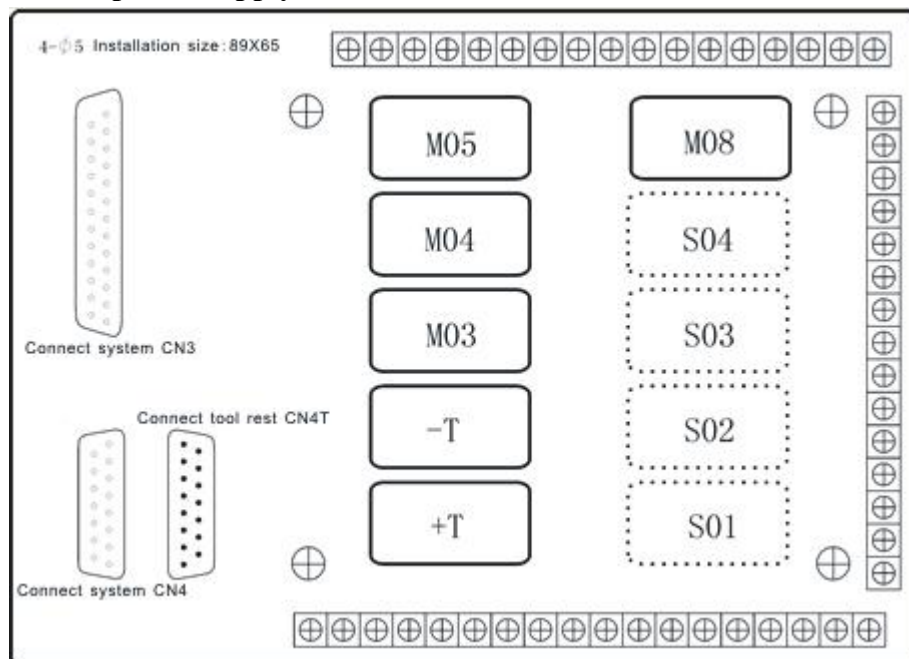 4-∅5 Installation size:89X65
M05
M08
M04
S04
M03
S03
Connect system CN3
Connect tool rest CN4T
-T
S02
+T
S01
Connect system CN4